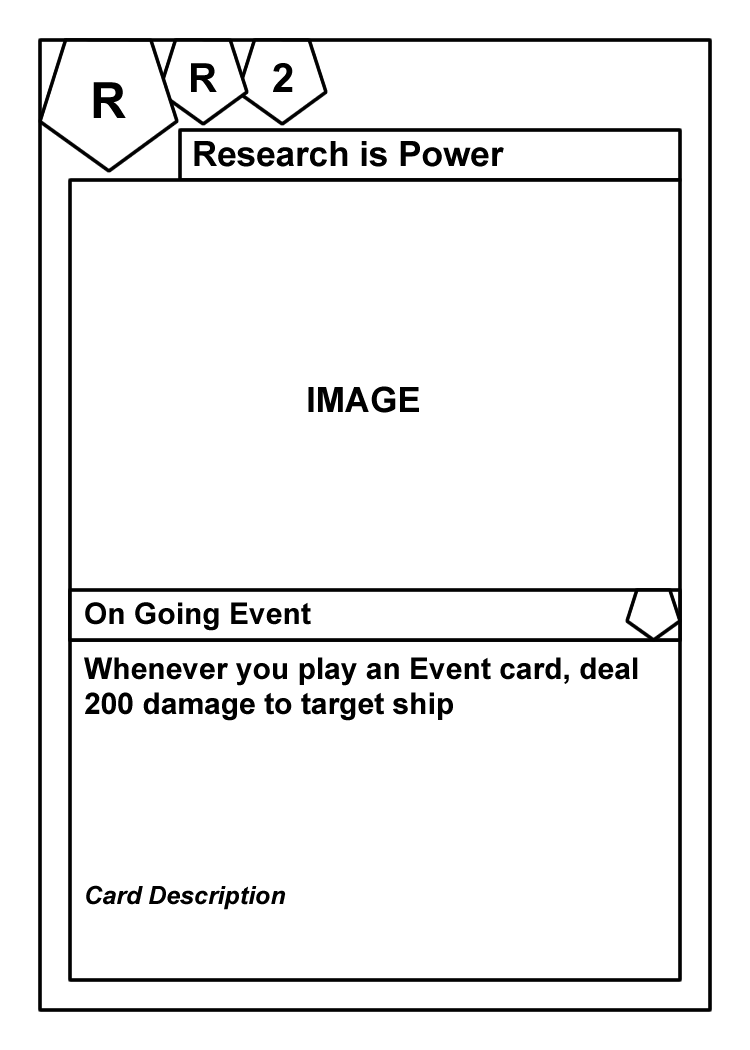 R
R
2
Research is Power
IMAGE
On Going Event
Whenever you play an Event card, deal
200 damage to target ship
Card Description